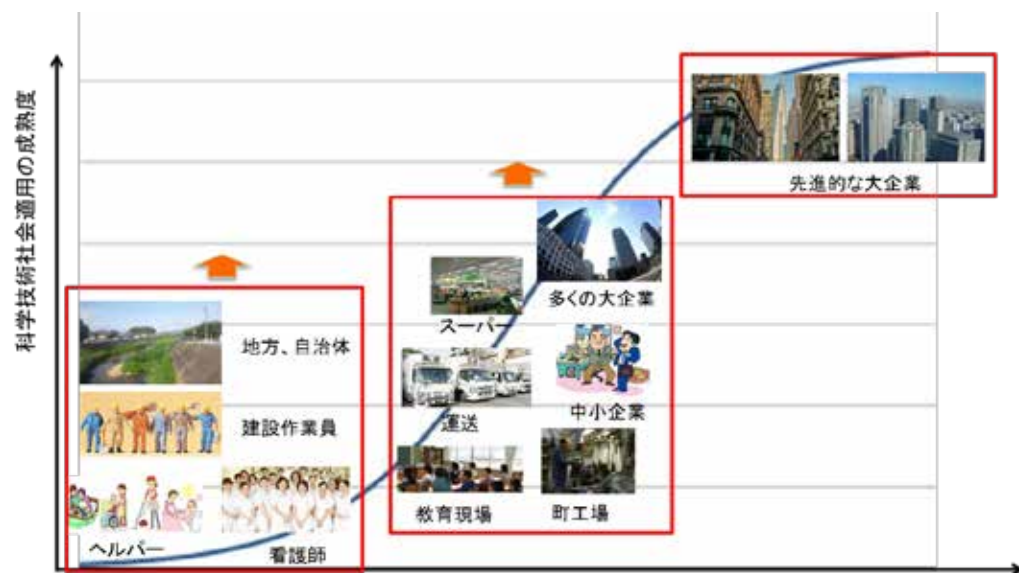 科学技術社会適用の成熟度
先進的な大企業
多くの大企業
スーパー
中小企業
運送
教育現場
町工場
地方、自治体
建設作業員
ヘルパー
看護師